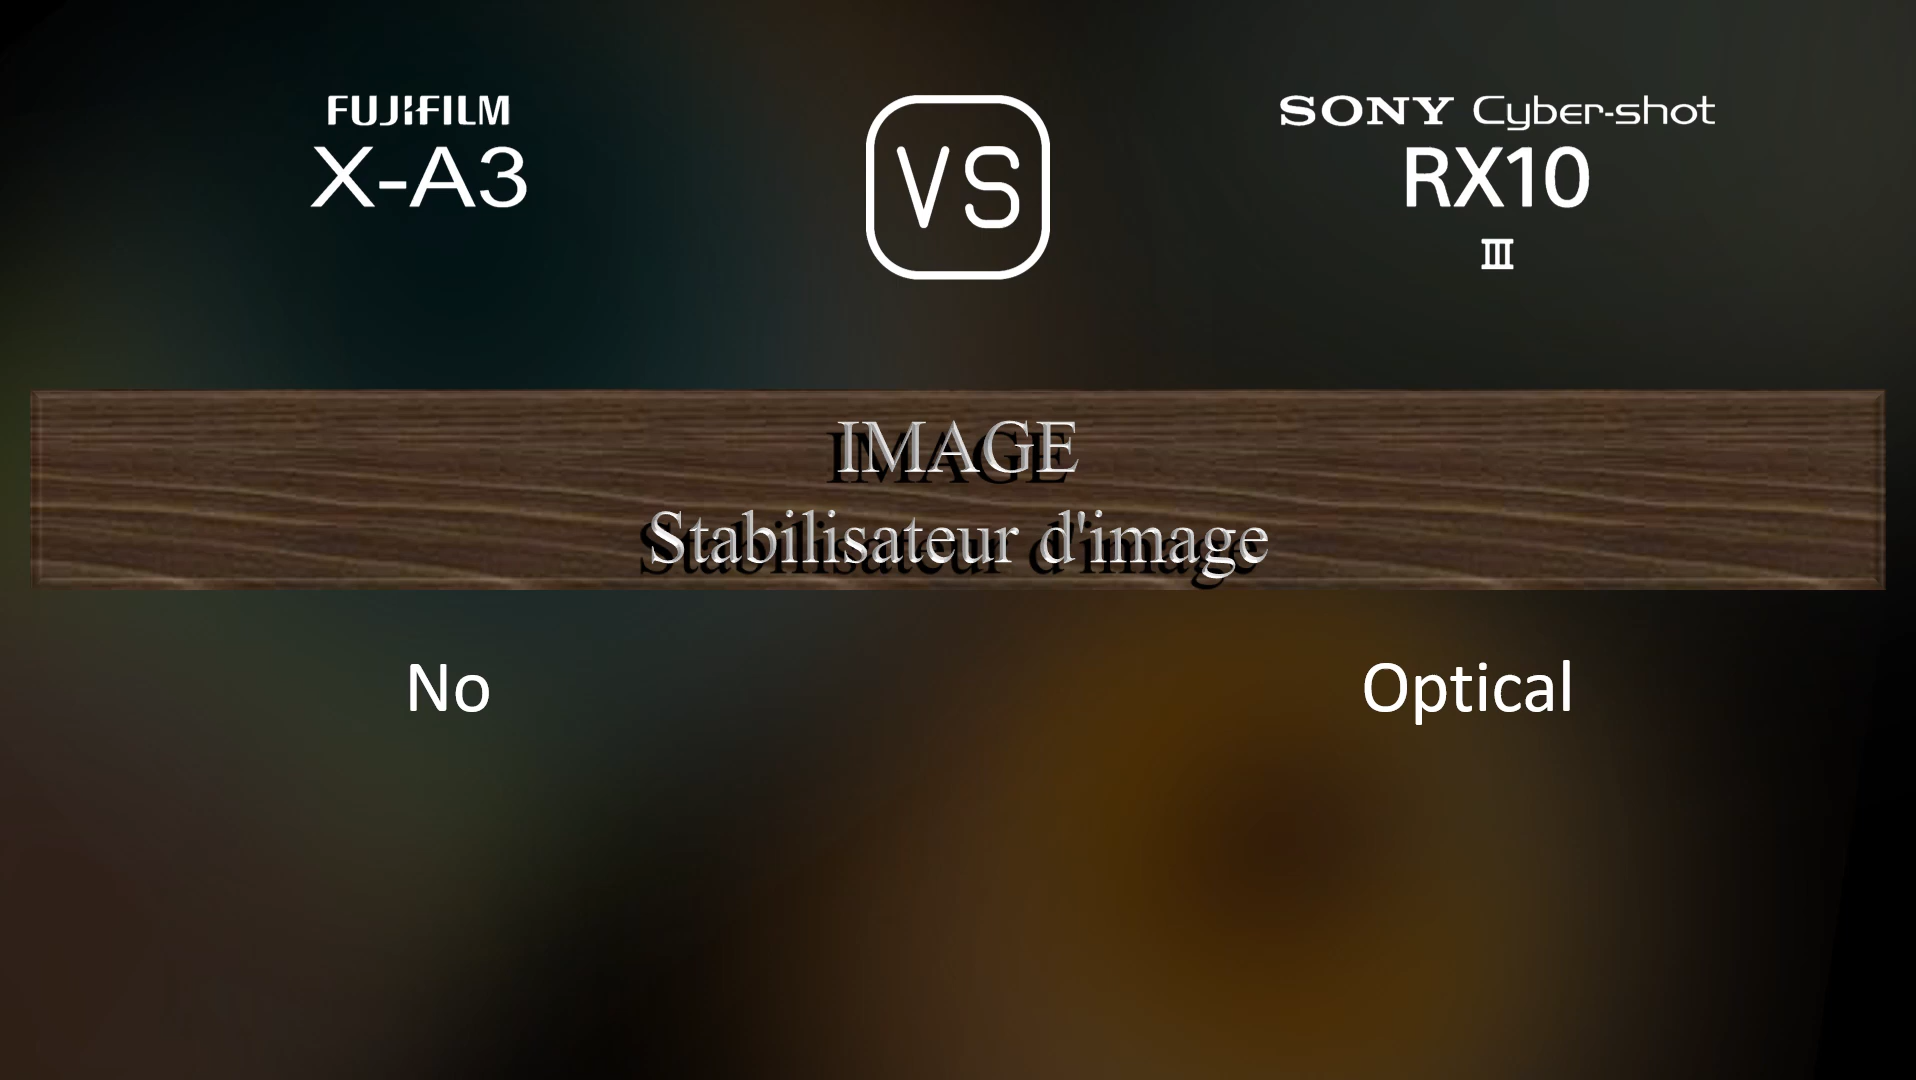 FUJIFILM
X-A3
VS
SONY Cyber-shot
RX10
III
IMAGE
Stabilisateur d'image
No
Optical